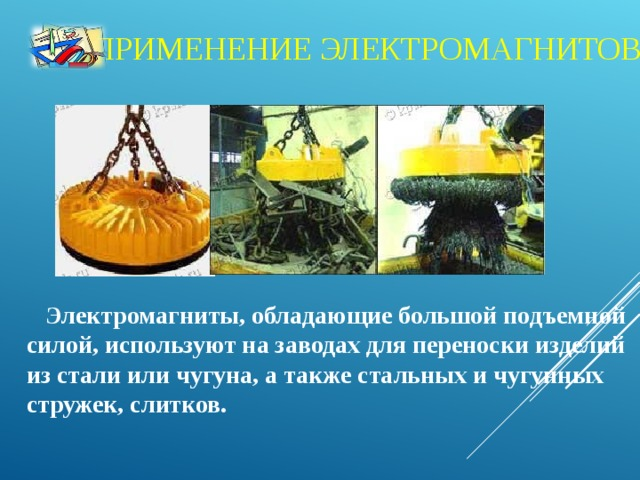 ПРИМЕНЕНИЕ ЭЛЕКТРОМАГНИТОВ
Электромагниты, обладающие большой подъемной
силой, используют на заводах для переноски изделий
из стали или чугуна, а также стальных и чугунных
стружек, слитков.